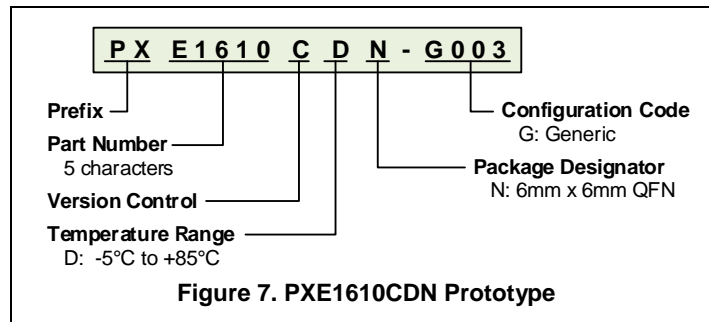 PX E1610 C D N - G003
Prefix
Part Number
5 characters
Version Control
Temperature Range
D: -5°C to +85°C
Configuration Code
G: Generic
Package Designator
N: 6mm x 6mm QFN
Figure 7. PXE1610CDN Prototype